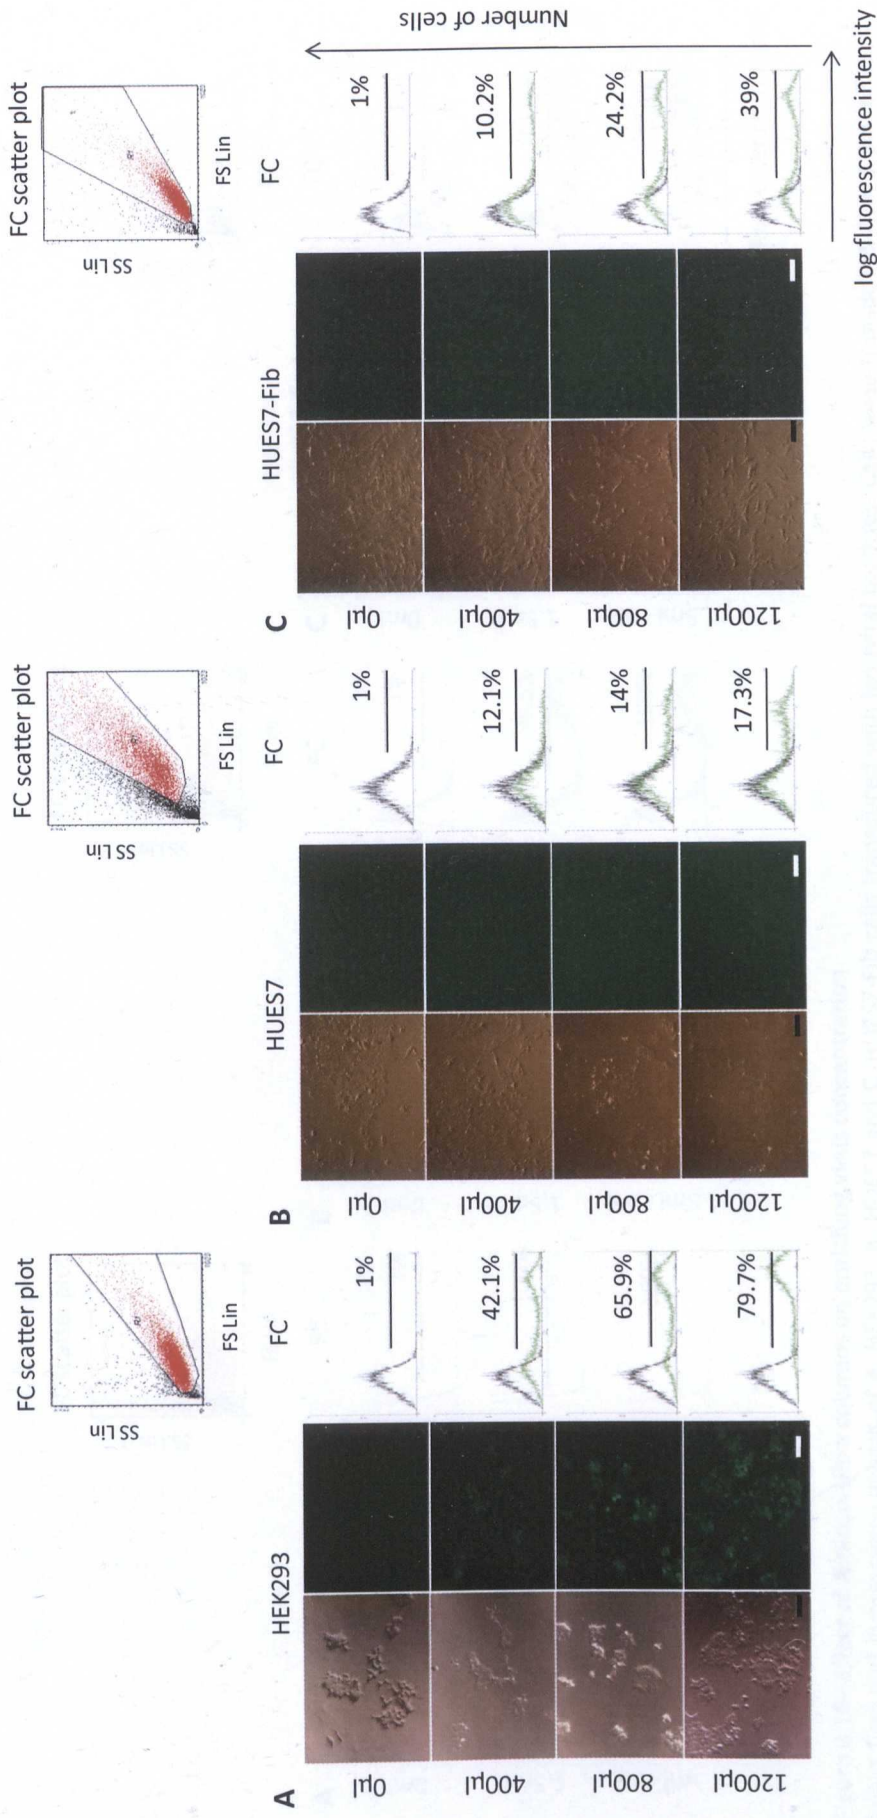 A
HEK293
FC scatter plot
SS Lin
R1
FS Lin
FC
0µl
1%
400µl
42.1%
800µl
65.9%
1200µl
79.7%
B
HUES7
FC scatter plot
SS Lin
R1
FS Lin
FC
0µl
1%
400µl
12.1%
800µl
14%
1200µl
17.3%
C
HUES7-Fib
FC scatter plot
SS Lin
R1
FS Lin
FC
0µl
1%
400µl
10.2%
800µl
24.2%
1200µl
39%
Number of cells
log fluorescence intensity